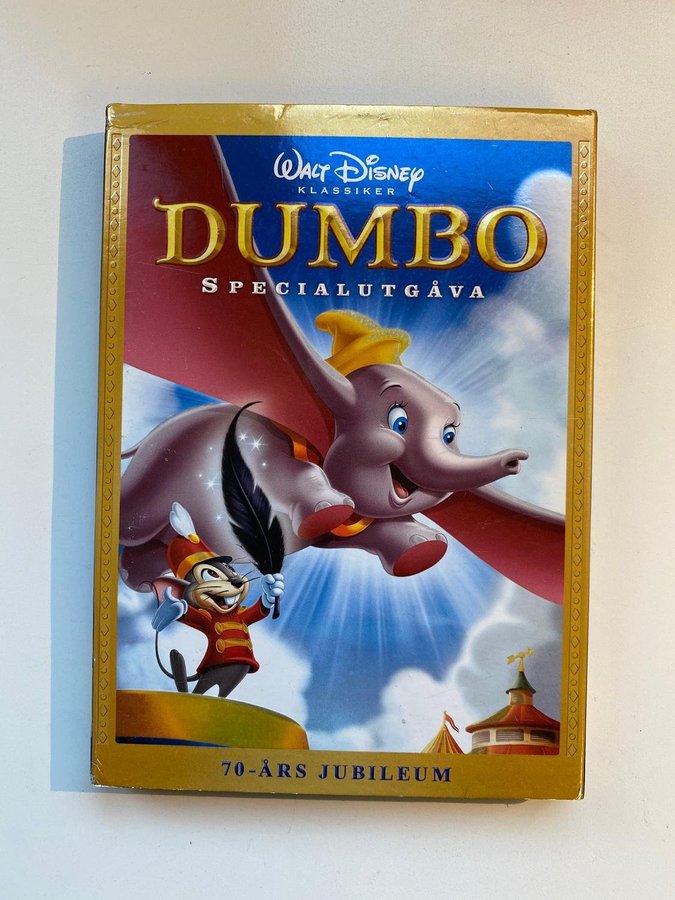 WALT DISNEY
KLASSIKER
DUMBO
SPECIALUTGÅVA
70-ÅRS JUBILEUM